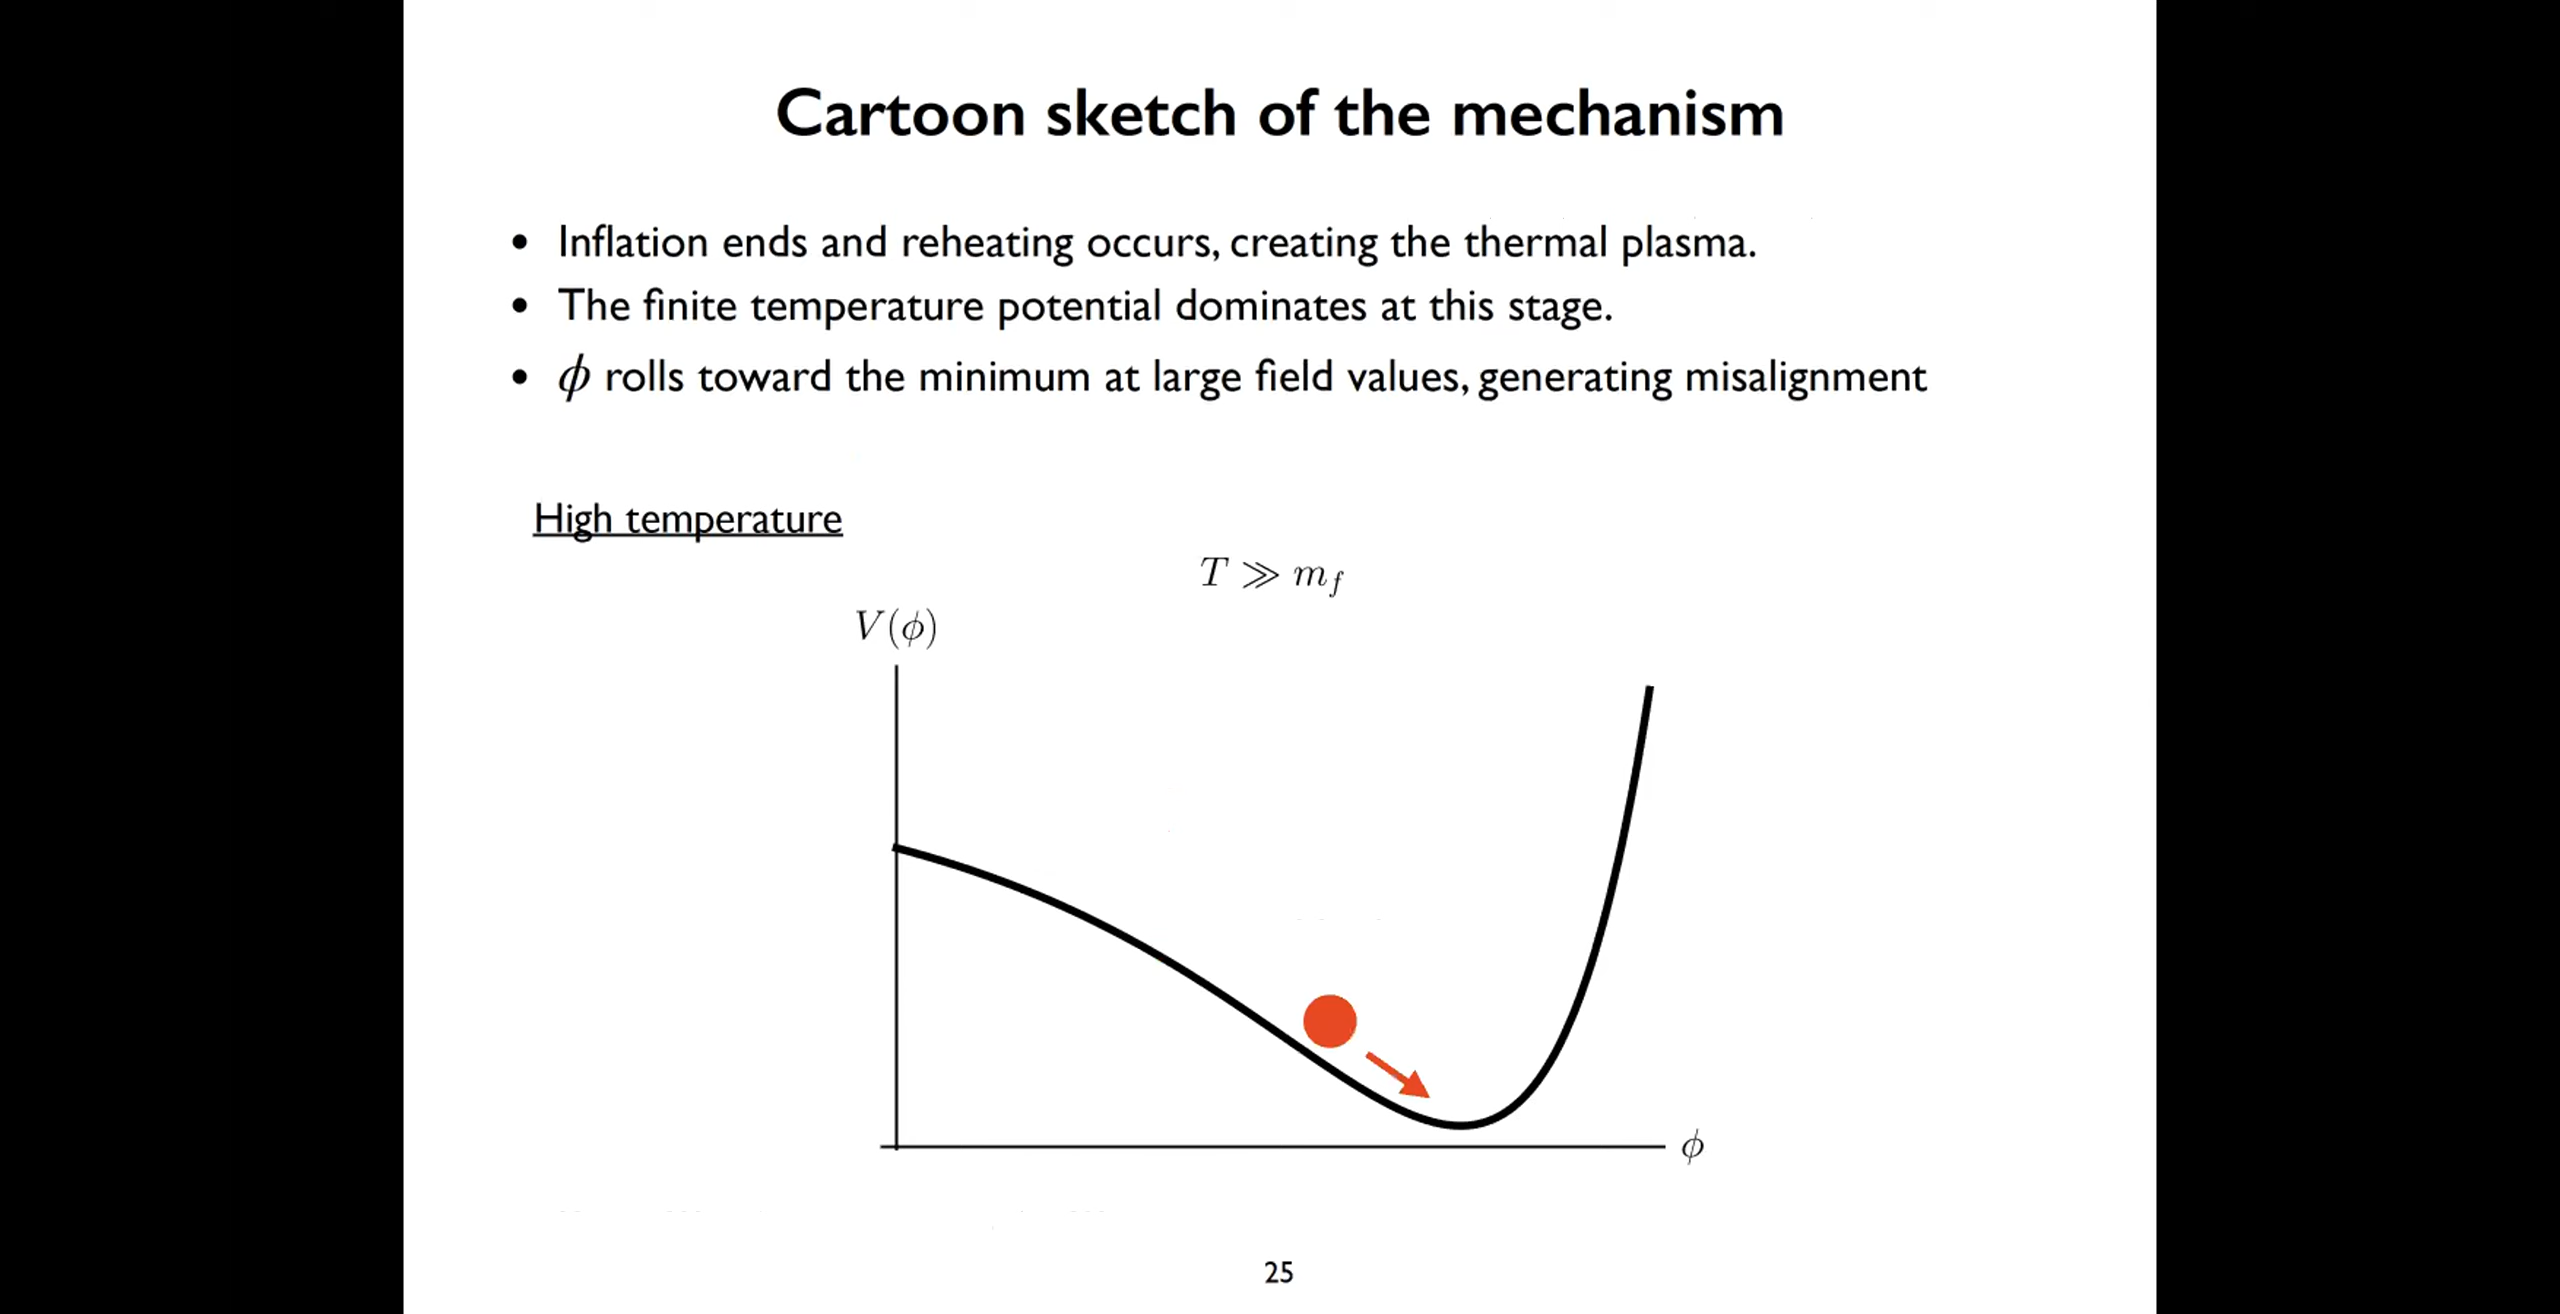 Cartoon sketch of the mechanism
• Inflation ends and reheating occurs, creating the thermal plasma.
• The finite temperature potential dominates at this stage.
• ϕ rolls toward the minimum at large field values, generating misalignment
High temperature
T ≫ m_f
V(ϕ)
ϕ
25